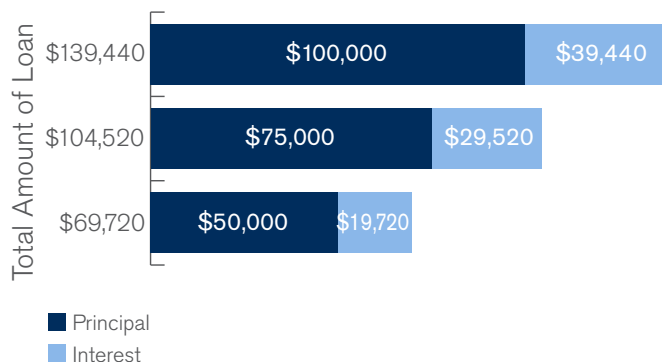 Total Amount of Loan
$139,440 $100,000 $39,440
$104,520 $75,000 $29,520
$69,720 $50,000 $19,720
Principal
Interest